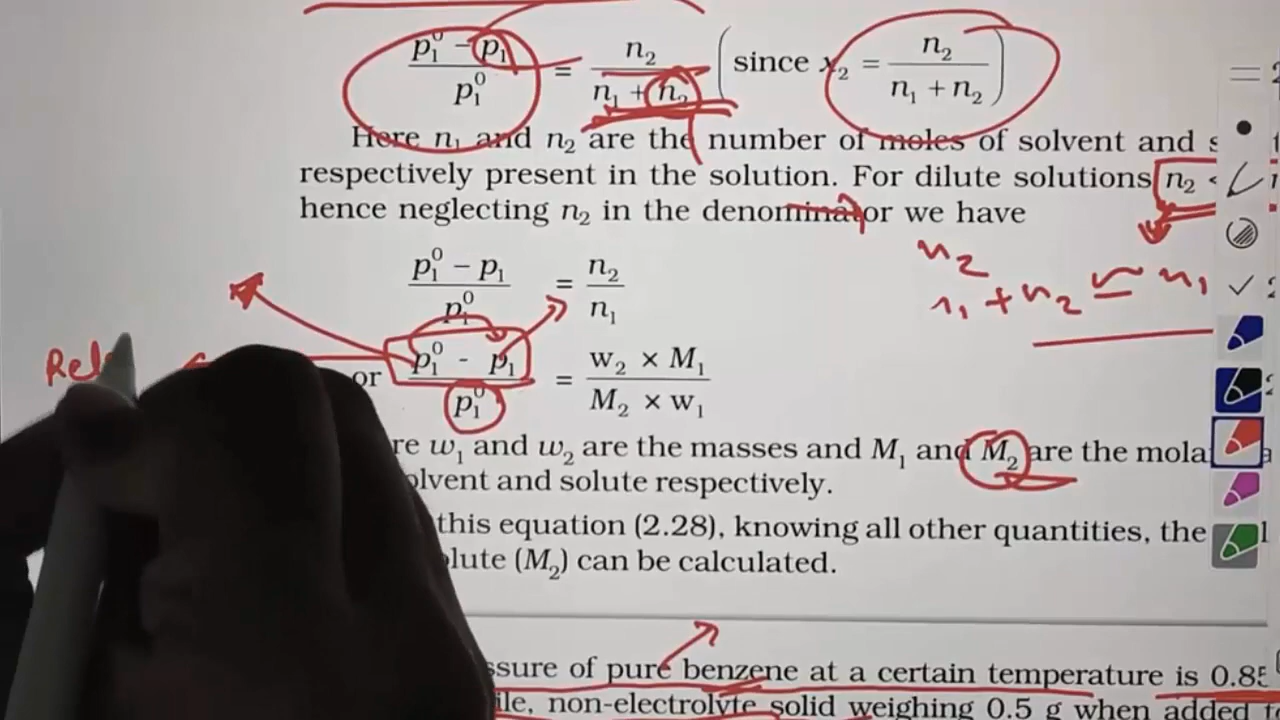 p₁⁰ − p₁ / p₁⁰ = n₂ / n₁ + n₂ (since x₂ = n₂ / n₁ + n₂)
Here n₁ and n₂ are the number of moles of solvent and s
respectively present in the solution. For dilute solutions n₂ <
hence neglecting n₂ in the denominator we have
n₂
p₁⁰ − p₁ / p₁⁰ = n₂ / n₁
n₁ + n₂ ≃ n₁
Rel
or p₁⁰ - p₁ / p₁⁰ = w₂ × M₁ / M₂ × w₁
re w₁ and w₂ are the masses and M₁ and M₂ are the mola
olvent and solute respectively.
this equation (2.28), knowing all other quantities, the
olute (M₂) can be calculated.
ssure of pure benzene at a certain temperature is 0.85
ile, non-electrolyte solid weighing 0.5 g when added to